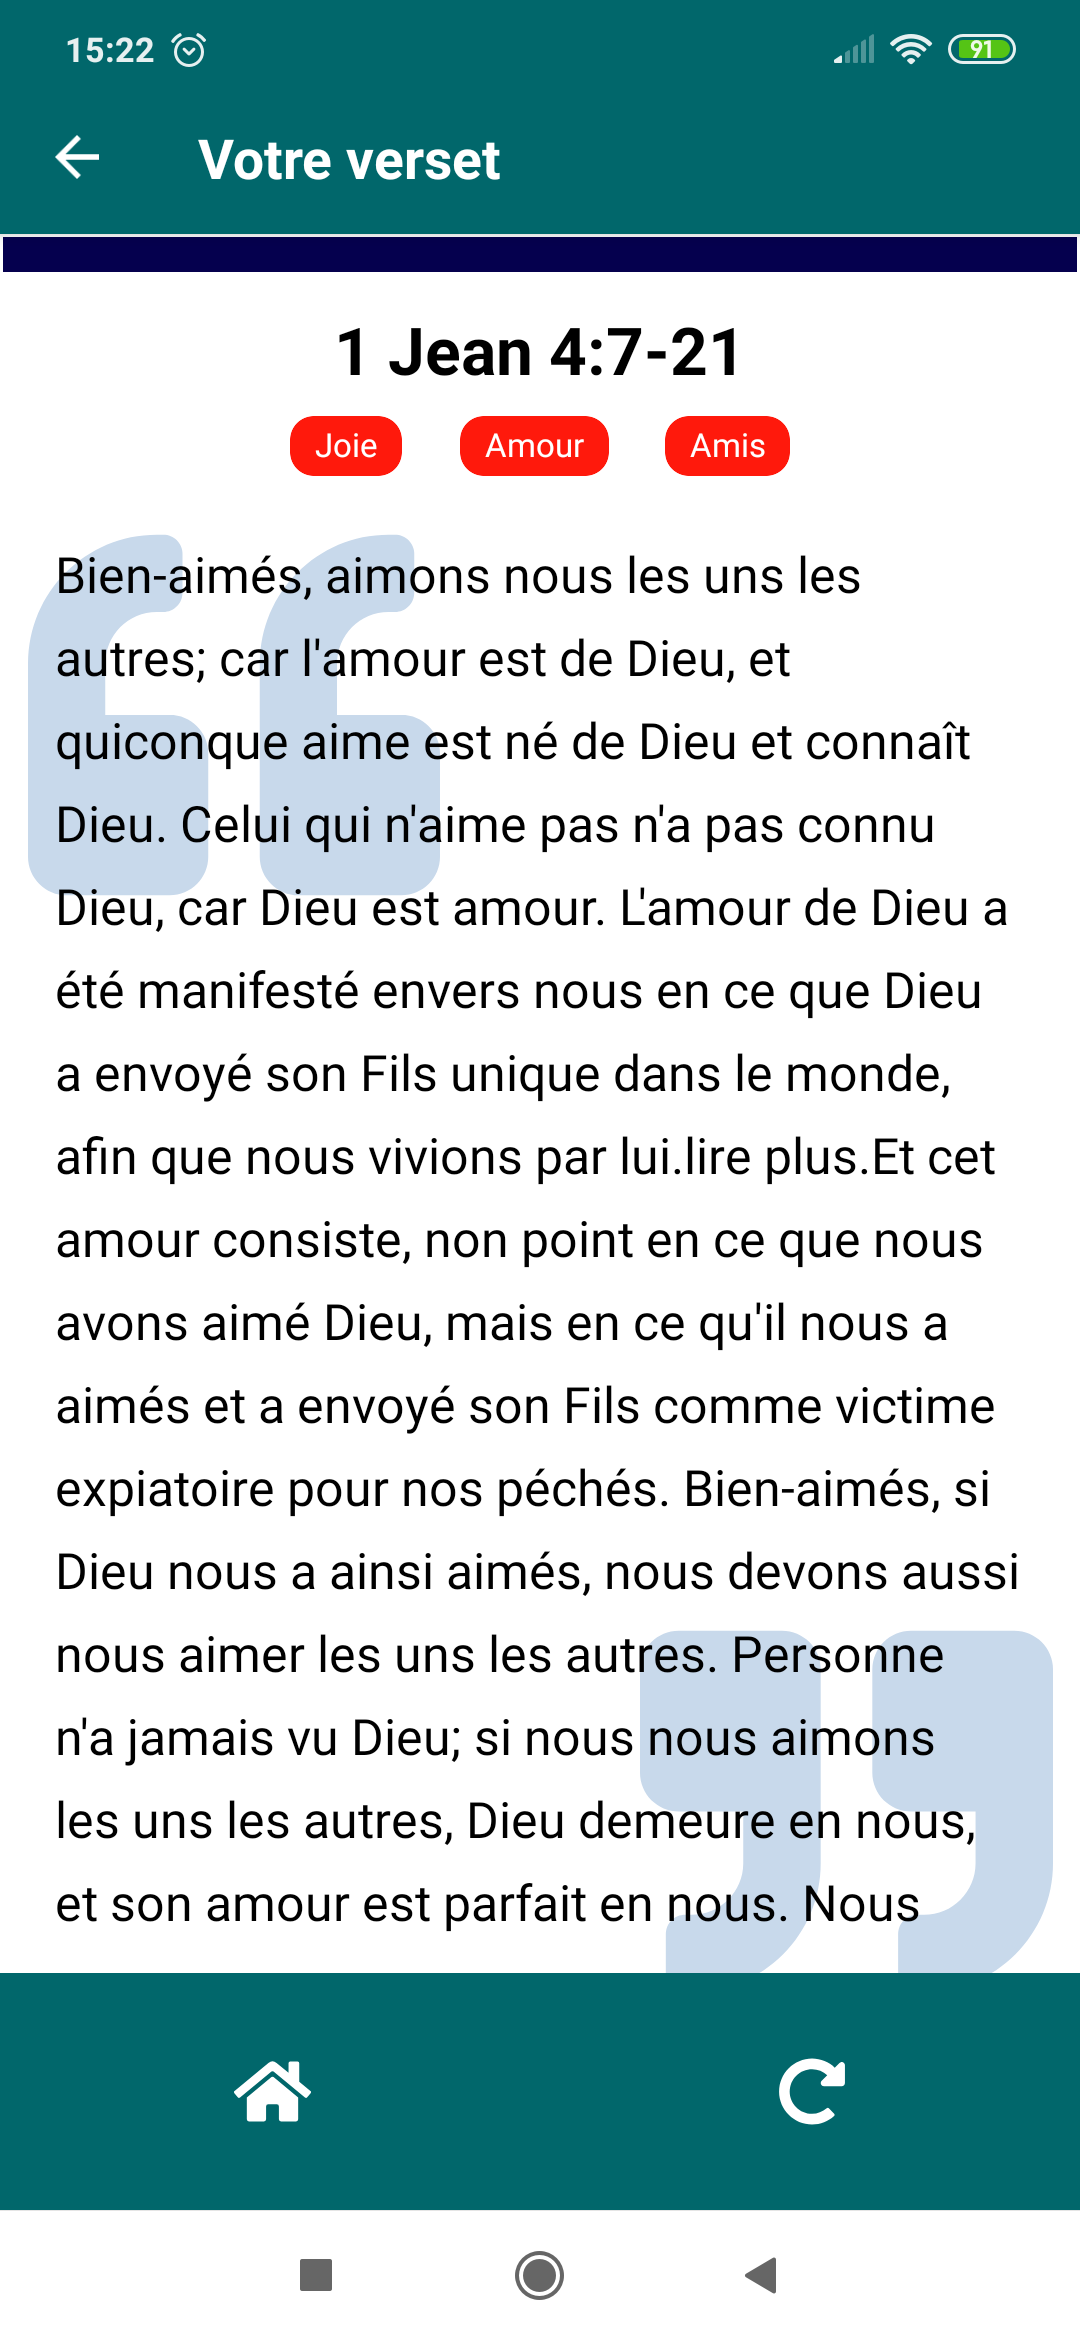 15:22
91
Votre verset
1 Jean 4:7-21
Joie Amour Amis
Bien-aimés, aimons nous les uns les
autres; car l'amour est de Dieu, et
quiconque aime est né de Dieu et connaît
Dieu. Celui qui n'aime pas n'a pas connu
Dieu, car Dieu est amour. L'amour de Dieu a
été manifesté envers nous en ce que Dieu
a envoyé son Fils unique dans le monde,
afin que nous vivions par lui.lire plus.Et cet
amour consiste, non point en ce que nous
avons aimé Dieu, mais en ce qu'il nous a
aimés et a envoyé son Fils comme victime
expiatoire pour nos péchés. Bien-aimés, si
Dieu nous a ainsi aimés, nous devons aussi
nous aimer les uns les autres. Personne
n'a jamais vu Dieu; si nous nous aimons
les uns les autres, Dieu demeure en nous,
et son amour est parfait en nous. Nous